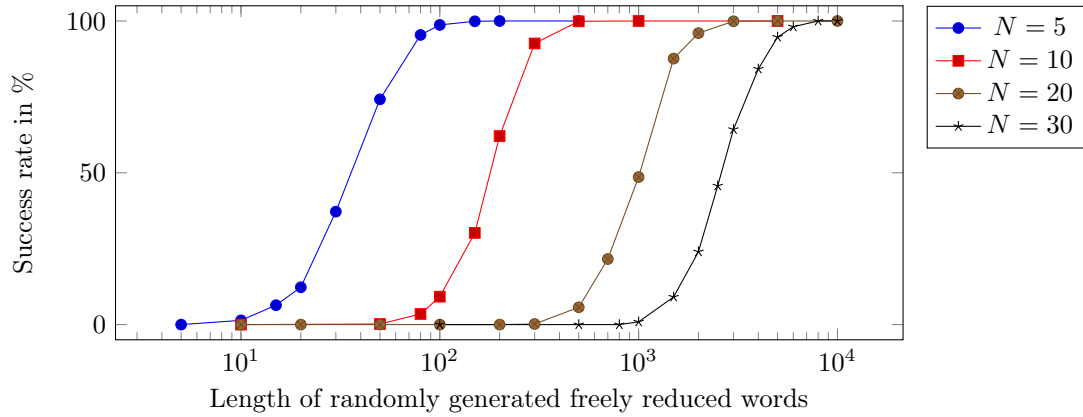 100
50
0
10^1
10^2
10^3
10^4
Success rate in %
Length of randomly generated freely reduced words
N = 5
N = 10
N = 20
N = 30